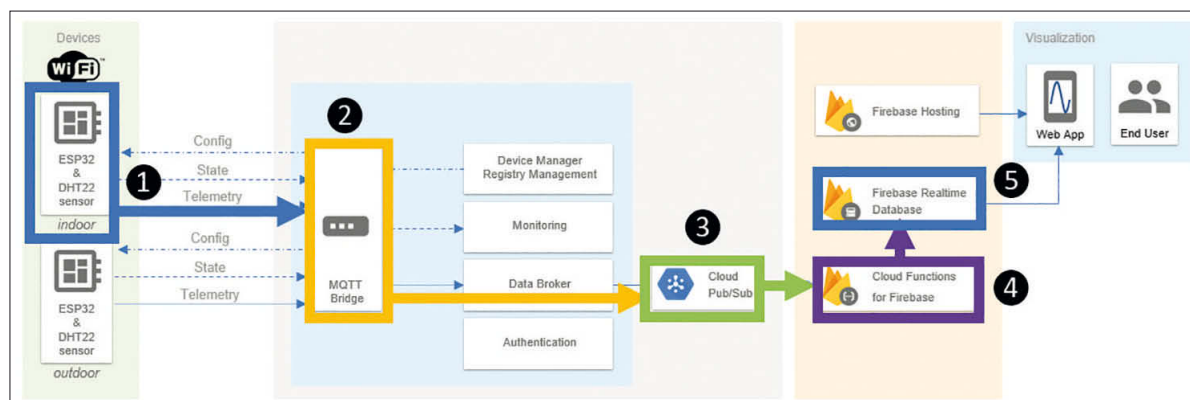 Devices
WiFi™
ESP32
&
DHT22
sensor
indoor
ESP32
&
DHT22
sensor
outdoor
1
Config
State
Telemetry
Config
State
Telemetry
2
MQTT
Bridge
Device Manager
Registry Management
Monitoring
Data Broker
Authentication
3
Cloud
Pub/Sub
Firebase Hosting
Firebase Realtime
Database
Cloud Functions
for Firebase
4
5
Visualization
Web App
End User